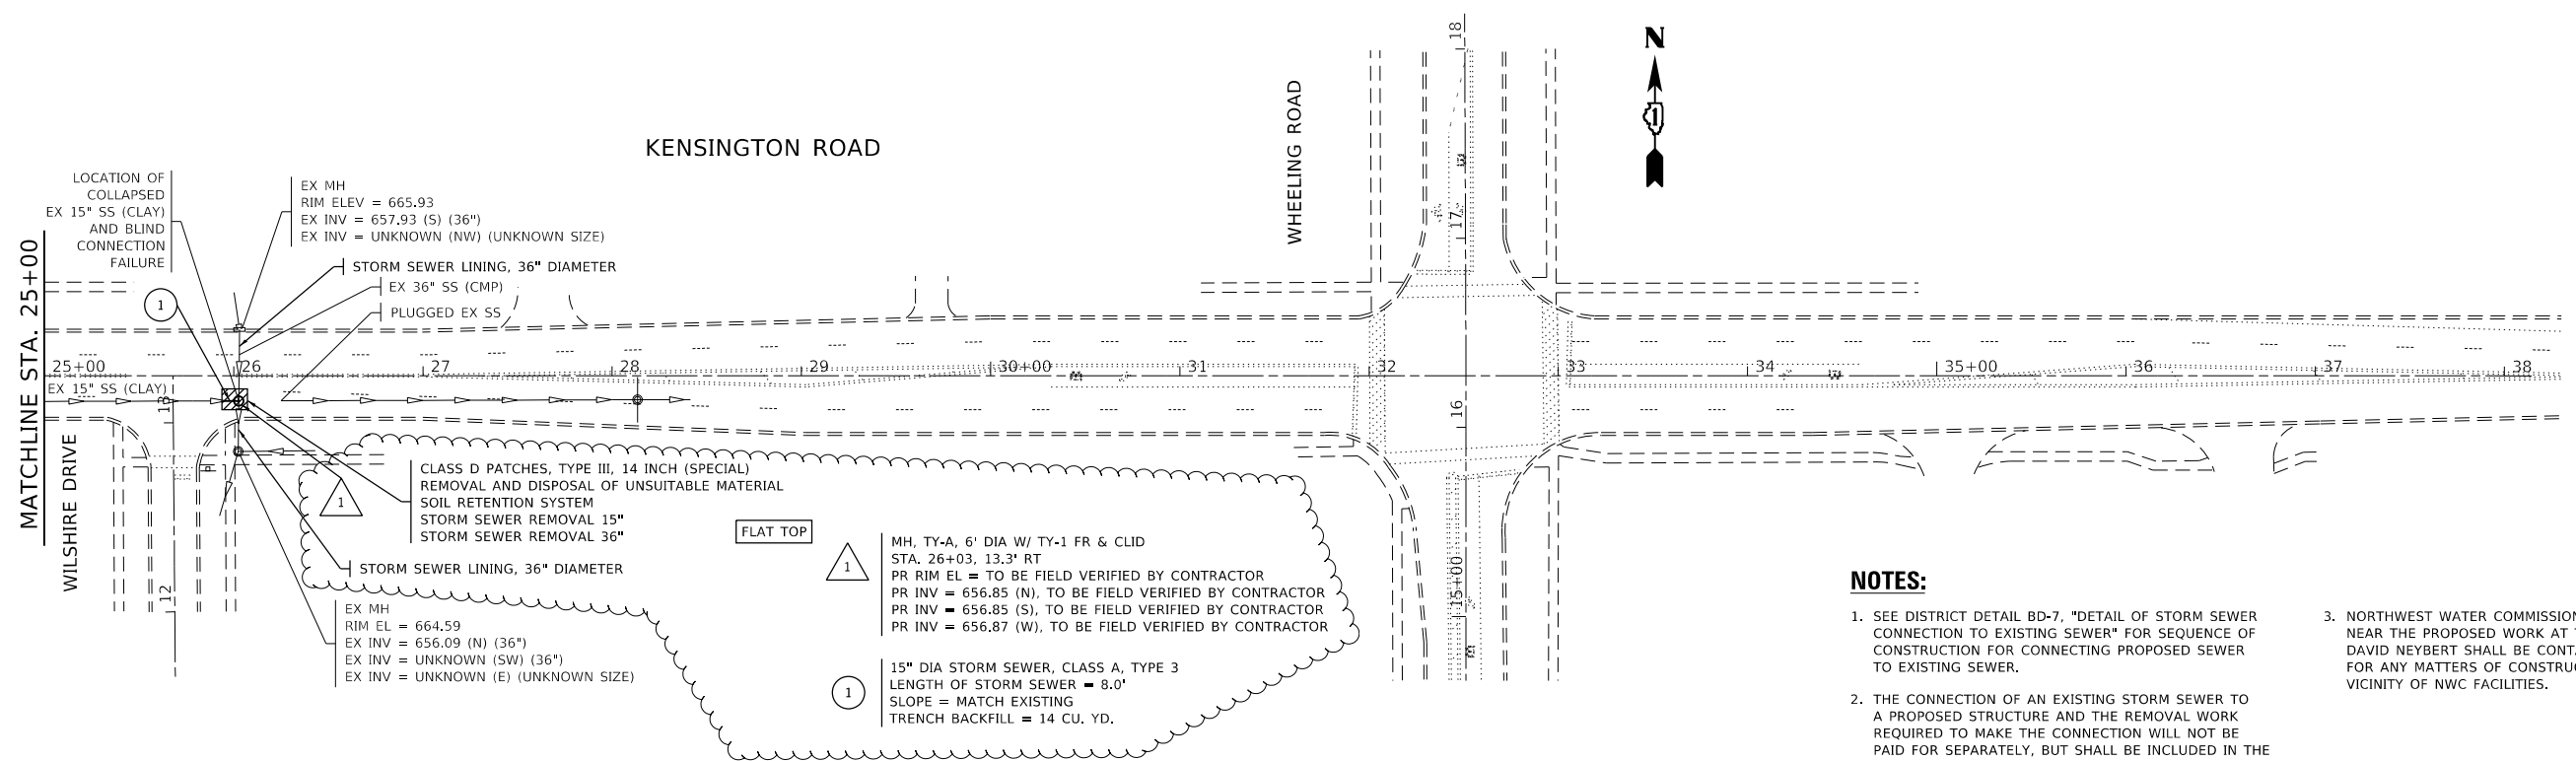 KENSINGTON ROAD
WHEELING ROAD
N
1
18
17
16
15+00
MATCHLINE STA. 25+00
WILSHIRE DRIVE
13
12
LOCATION OF
COLLAPSED
EX 15" SS (CLAY)
AND BLIND
CONNECTION
FAILURE
EX MH
RIM ELEV = 665.93
EX INV = 657.93 (S) (36")
EX INV = UNKNOWN (NW) (UNKNOWN SIZE)
STORM SEWER LINING, 36" DIAMETER
EX 36" SS (CMP)
PLUGGED EX SS
1
25+00
26
27
28
29
30+00
31
32
33
34
35+00
36
37
38
EX 15" SS (CLAY)
CLASS D PATCHES, TYPE III, 14 INCH (SPECIAL)
REMOVAL AND DISPOSAL OF UNSUITABLE MATERIAL
SOIL RETENTION SYSTEM
STORM SEWER REMOVAL 15"
STORM SEWER REMOVAL 36"
1
STORM SEWER LINING, 36" DIAMETER
EX MH
RIM EL = 664.59
EX INV = 656.09 (N) (36")
EX INV = UNKNOWN (SW) (36")
EX INV = UNKNOWN (E) (UNKNOWN SIZE)
FLAT TOP
1
MH, TY-A, 6' DIA W/ TY-1 FR & CLID
STA. 26+03, 13.3' RT
PR RIM EL = TO BE FIELD VERIFIED BY CONTRACTOR
PR INV = 656.85 (N), TO BE FIELD VERIFIED BY CONTRACTOR
PR INV = 656.85 (S), TO BE FIELD VERIFIED BY CONTRACTOR
PR INV = 656.87 (W), TO BE FIELD VERIFIED BY CONTRACTOR
1
15" DIA STORM SEWER, CLASS A, TYPE 3
LENGTH OF STORM SEWER = 8.0'
SLOPE = MATCH EXISTING
TRENCH BACKFILL = 14 CU. YD.
NOTES:
1. SEE DISTRICT DETAIL BD-7, "DETAIL OF STORM SEWER
CONNECTION TO EXISTING SEWER" FOR SEQUENCE OF
CONSTRUCTION FOR CONNECTING PROPOSED SEWER
TO EXISTING SEWER.
2. THE CONNECTION OF AN EXISTING STORM SEWER TO
A PROPOSED STRUCTURE AND THE REMOVAL WORK
REQUIRED TO MAKE THE CONNECTION WILL NOT BE
PAID FOR SEPARATELY, BUT SHALL BE INCLUDED IN THE
3. NORTHWEST WATER COMMISSION
NEAR THE PROPOSED WORK AT
DAVID NEYBERT SHALL BE
FOR ANY MATTERS OF
VICINITY OF NWC FACILITIES.